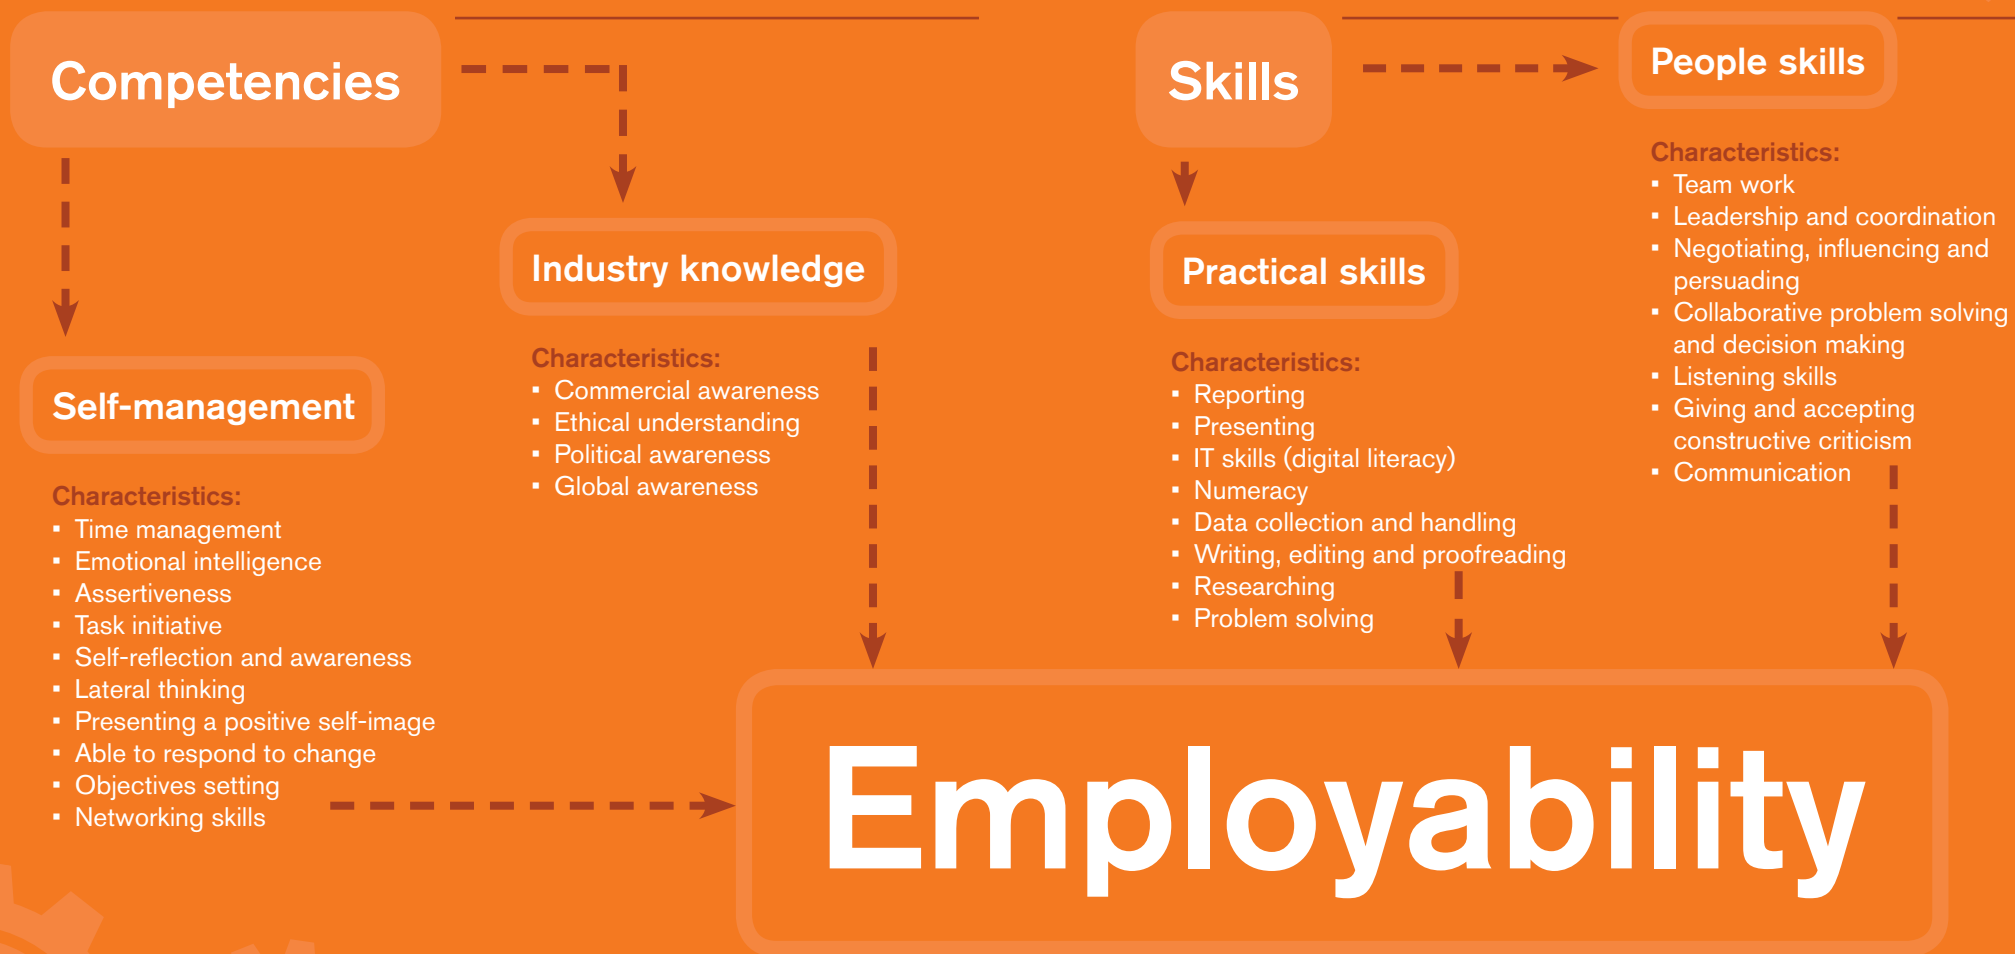 Competencies
Self-management
Characteristics:
▪ Time management
▪ Emotional intelligence
▪ Assertiveness
▪ Task initiative
▪ Self-reflection and awareness
▪ Lateral thinking
▪ Presenting a positive self-image
▪ Able to respond to change
▪ Objectives setting
▪ Networking skills
Industry knowledge
Characteristics:
▪ Commercial awareness
▪ Ethical understanding
▪ Political awareness
▪ Global awareness
Skills
Practical skills
Characteristics:
▪ Reporting
▪ Presenting
▪ IT skills (digital literacy)
▪ Numeracy
▪ Data collection and handling
▪ Writing, editing and proofreading
▪ Researching
▪ Problem solving
People skills
Characteristics:
▪ Team work
▪ Leadership and coordination
▪ Negotiating, influencing and
persuading
▪ Collaborative problem solving
and decision making
▪ Listening skills
▪ Giving and accepting
constructive criticism
▪ Communication
Employability